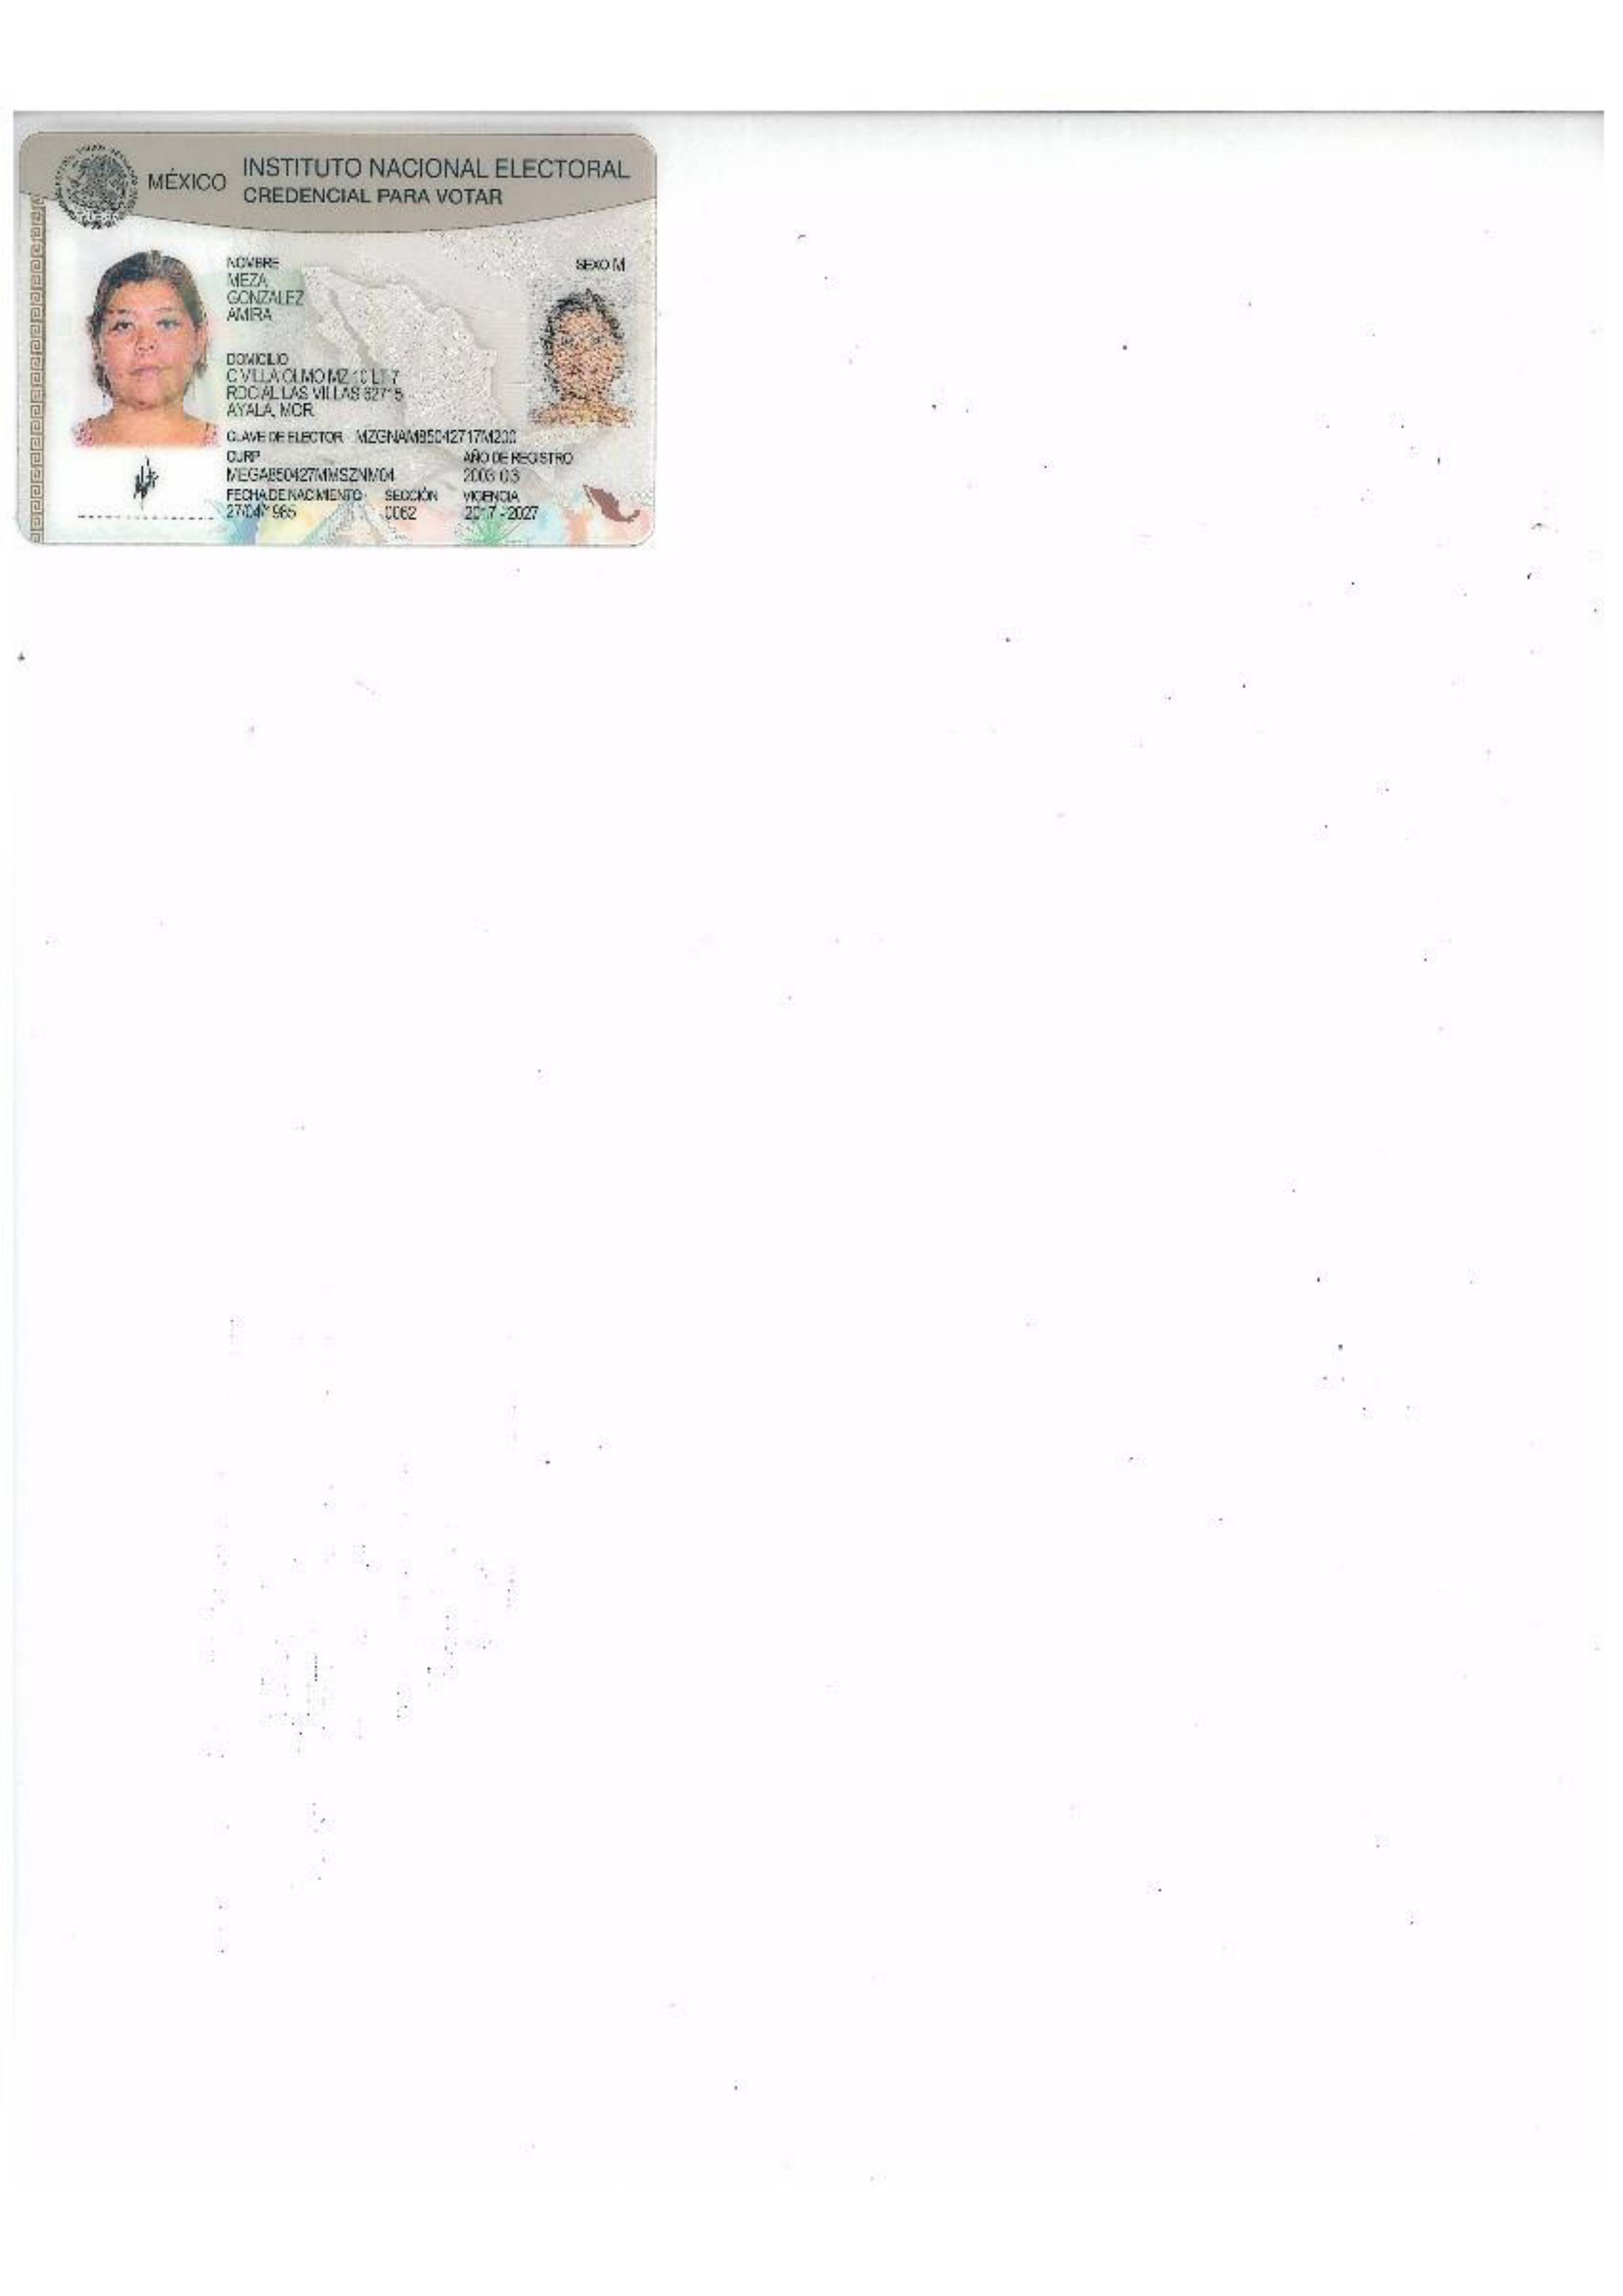 MÉXICO
INSTITUTO NACIONAL ELECTORAL
CREDENCIAL PARA VOTAR
NOMBRE
MEZA
GONZALEZ
AMIRA
SEXO M
DOMICILIO
C VILLA OLMO MZ 10 LT 7
LAS VILLAS 62715
AYALA, MOR.
CLAVE DE ELECTOR MZGNAM85042717M200
CURP
MEGA850427MMSZNM04
AÑO DE REGISTRO
2003 03
FECHA DE NACIMIENTO
27/04/1985
SECCIÓN
0062
VIGENCIA
2017 - 2027